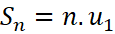 Sₙ = n.u₁